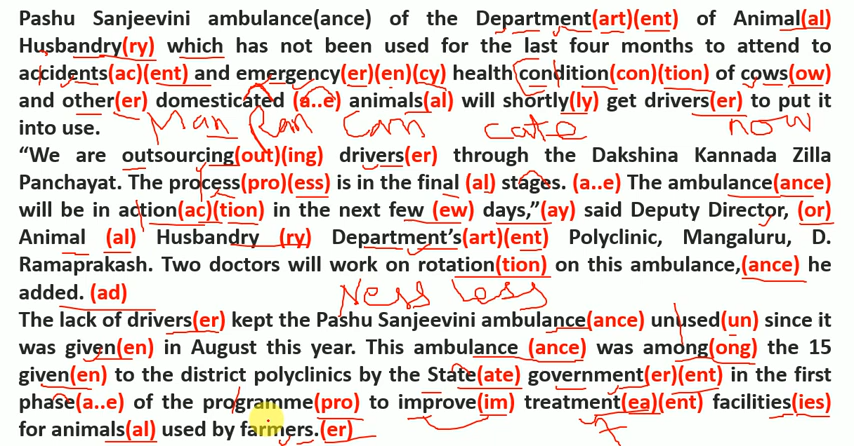 Pashu Sanjeevini ambulance(ance) of the Department(art)(ent) of Animal(al)
Husbandry(ry) which has not been used for the last four months to attend to
accidents(ac)(ent) and emergency(er)(en)(cy) health condition(con)(tion) of cows(ow)
and other(er) domesticated (a..e) animals(al) will shortly(ly) get drivers(er) to put it
into use. Man Ran Can cate now
“We are outsourcing(out)(ing) drivers(er) through the Dakshina Kannada Zilla
Panchayat. The process(pro)(ess) is in the final (al) stages. (a..e) The ambulance(ance)
will be in action(ac)(tion) in the next few (ew) days,”(ay) said Deputy Director, (or)
Animal (al) Husbandry (ry) Department’s(art)(ent) Polyclinic, Mangaluru, D.
Ramaprakash. Two doctors will work on rotation(tion) on this ambulance,(ance) he
added. (ad) Ness Less
The lack of drivers(er) kept the Pashu Sanjeevini ambulance(ance) unused(un) since it
was given(en) in August this year. This ambulance (ance) was among(ong) the 15
given(en) to the district polyclinics by the State(ate) government(er)(ent) in the first
phase(a..e) of the programme(pro) to improve(im) treatment(ea)(ent) facilities(ies)
for animals(al) used by farmers.(er)